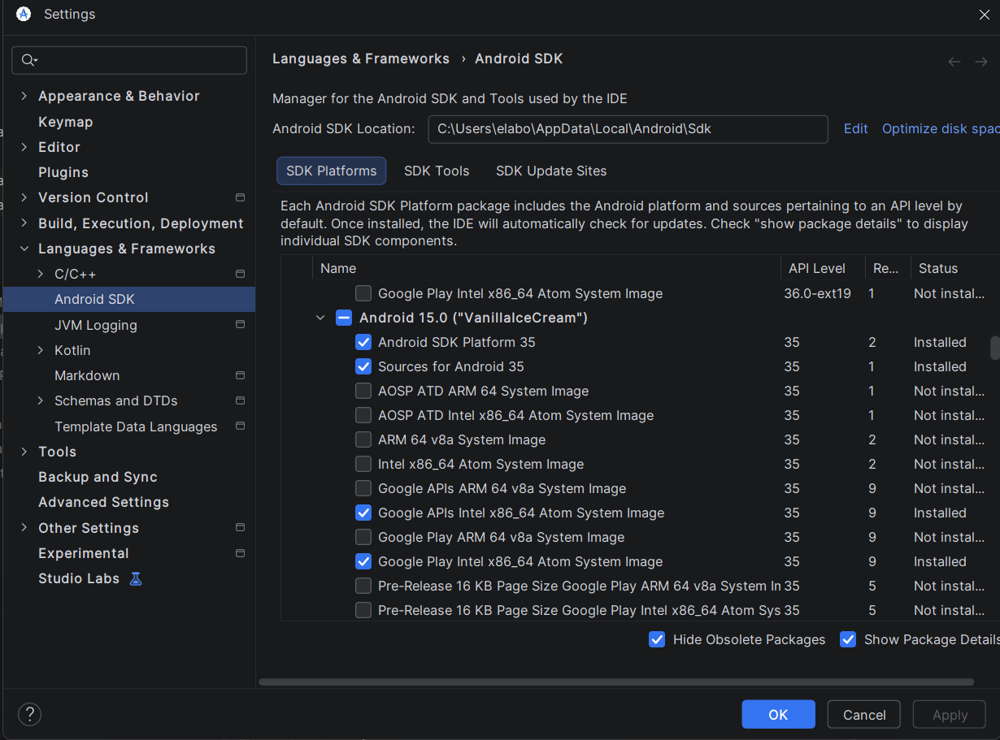 Settings
Languages & Frameworks › Android SDK
Appearance & Behavior
Keymap
Editor
Plugins
Version Control
Build, Execution, Deployment
Languages & Frameworks
C/C++
Android SDK
JVM Logging
Kotlin
Markdown
Schemas and DTDs
Template Data Languages
Tools
Backup and Sync
Advanced Settings
Other Settings
Experimental
Studio Labs
Manager for the Android SDK and Tools used by the IDE
Android SDK Location: C:\Users\elabo\AppData\Local\Android\Sdk Edit Optimize disk spac
SDK Platforms SDK Tools SDK Update Sites
Each Android SDK Platform package includes the Android platform and sources pertaining to an API level by
default. Once installed, the IDE will automatically check for updates. Check "show package details" to display
individual SDK components.
Name API Level Re... Status
Google Play Intel x86_64 Atom System Image 36.0-ext19 1 Not instal...
Android 15.0 ("VanillaIceCream")
Android SDK Platform 35 35 2 Installed
Sources for Android 35 35 1 Installed
AOSP ATD ARM 64 System Image 35 1 Not instal...
AOSP ATD Intel x86_64 Atom System Image 35 1 Not instal...
ARM 64 v8a System Image 35 2 Not instal...
Intel x86_64 Atom System Image 35 2 Not instal...
Google APIs ARM 64 v8a System Image 35 9 Not instal...
Google APIs Intel x86_64 Atom System Image 35 9 Installed
Google Play ARM 64 v8a System Image 35 9 Not instal...
Google Play Intel x86_64 Atom System Image 35 9 Installed
Pre-Release 16 KB Page Size Google Play ARM 64 v8a System In 35 5 Not instal...
Pre-Release 16 KB Page Size Google Play Intel x86_64 Atom Sys 35 5 Not instal...
Hide Obsolete Packages Show Package Details
? OK Cancel Apply